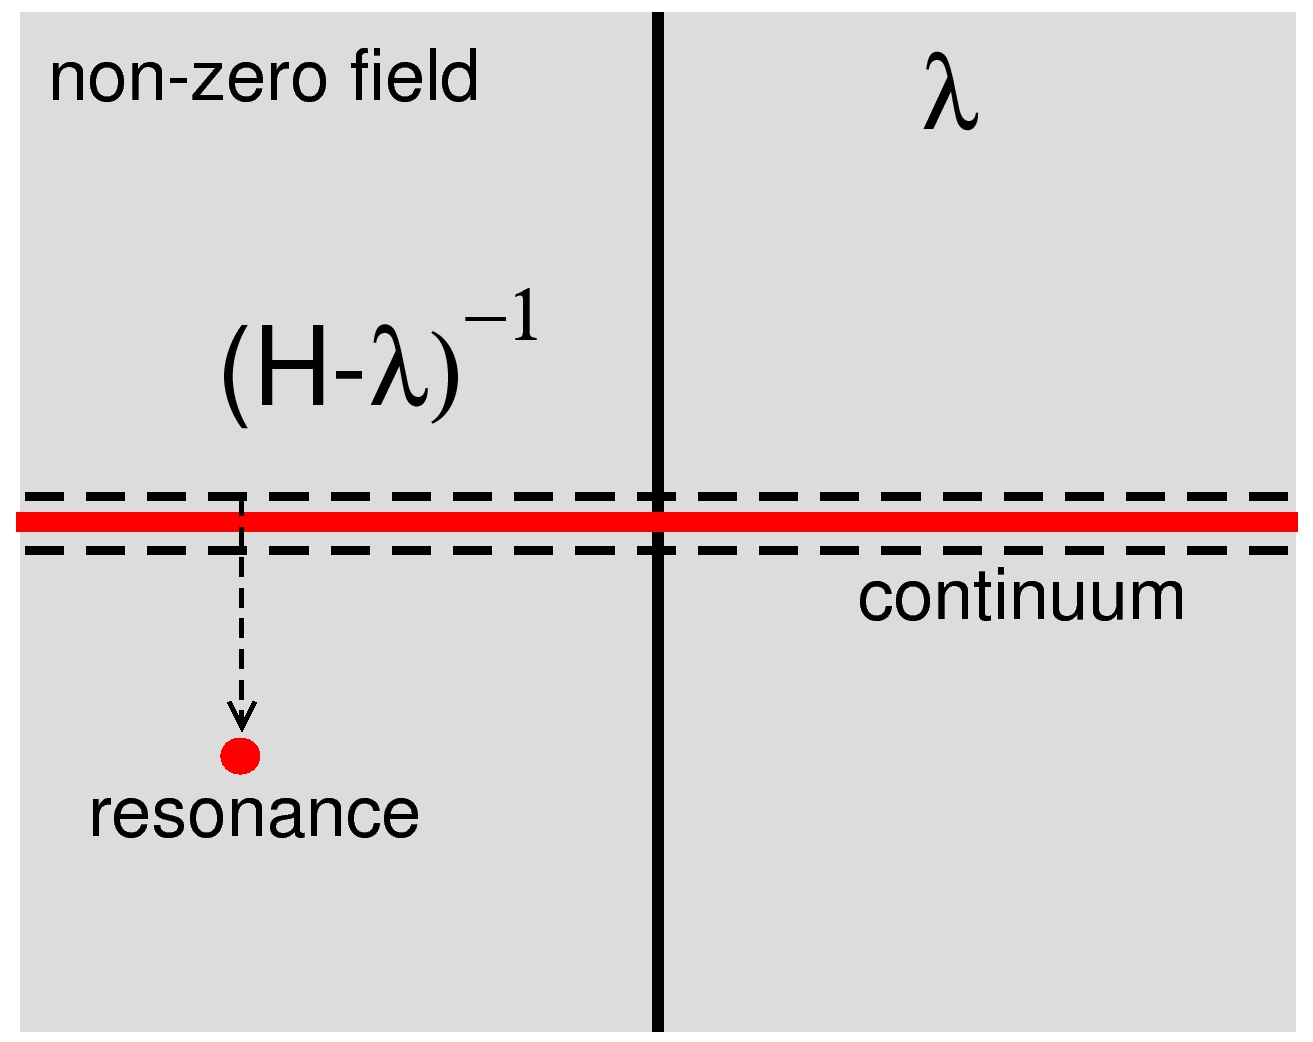 non-zero field
λ
(H-λ)⁻¹
continuum
resonance